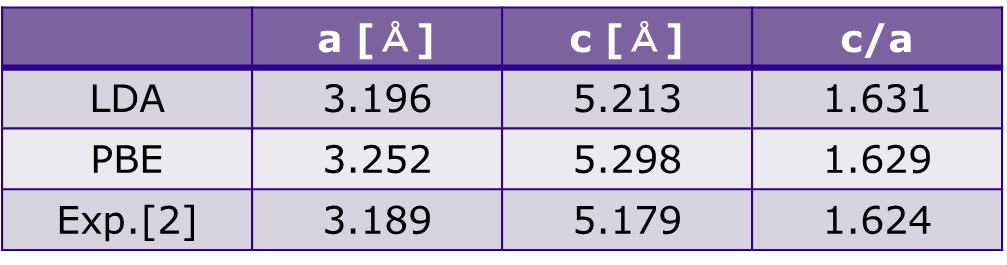 a [Å] c [Å] c/a
LDA 3.196 5.213 1.631
PBE 3.252 5.298 1.629
Exp.[2] 3.189 5.179 1.624